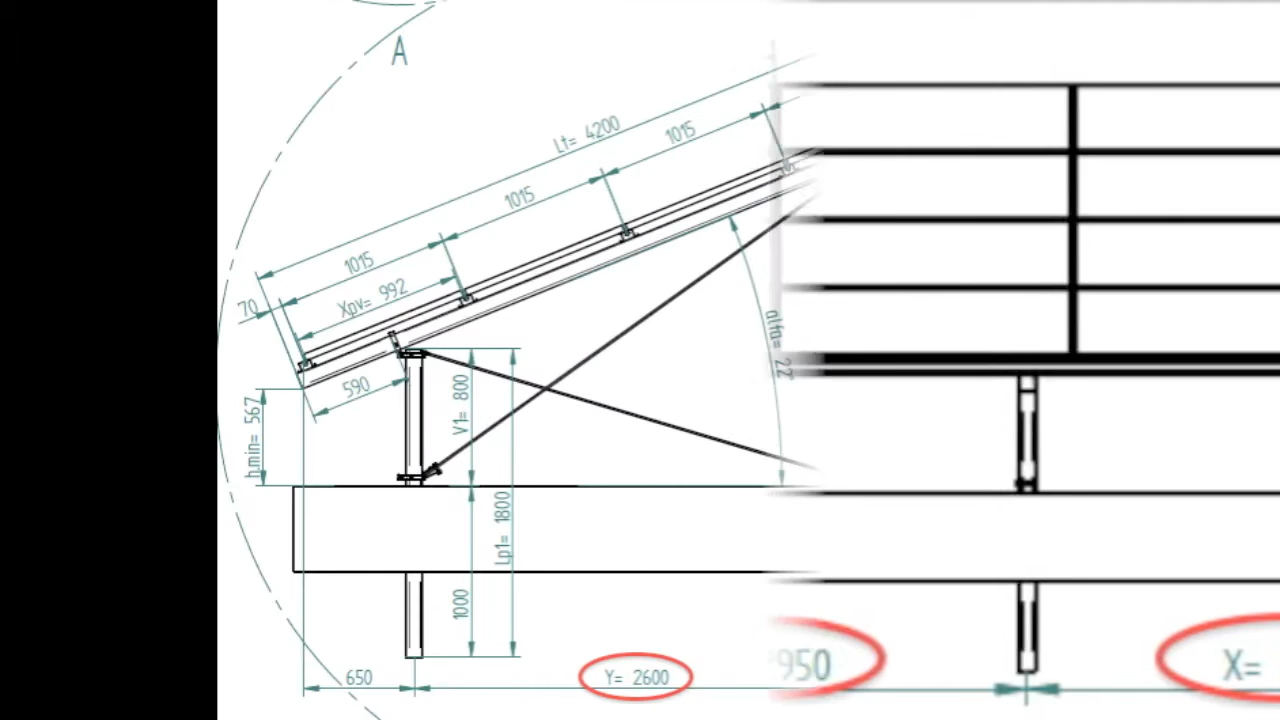 A
Lt= 4200
1015
1015
1015
Xpv= 992
70
590
h.min= 567
V1= 800
alfa= 22°
Lp1= 1800
1000
650
Y= 2600
950
X=